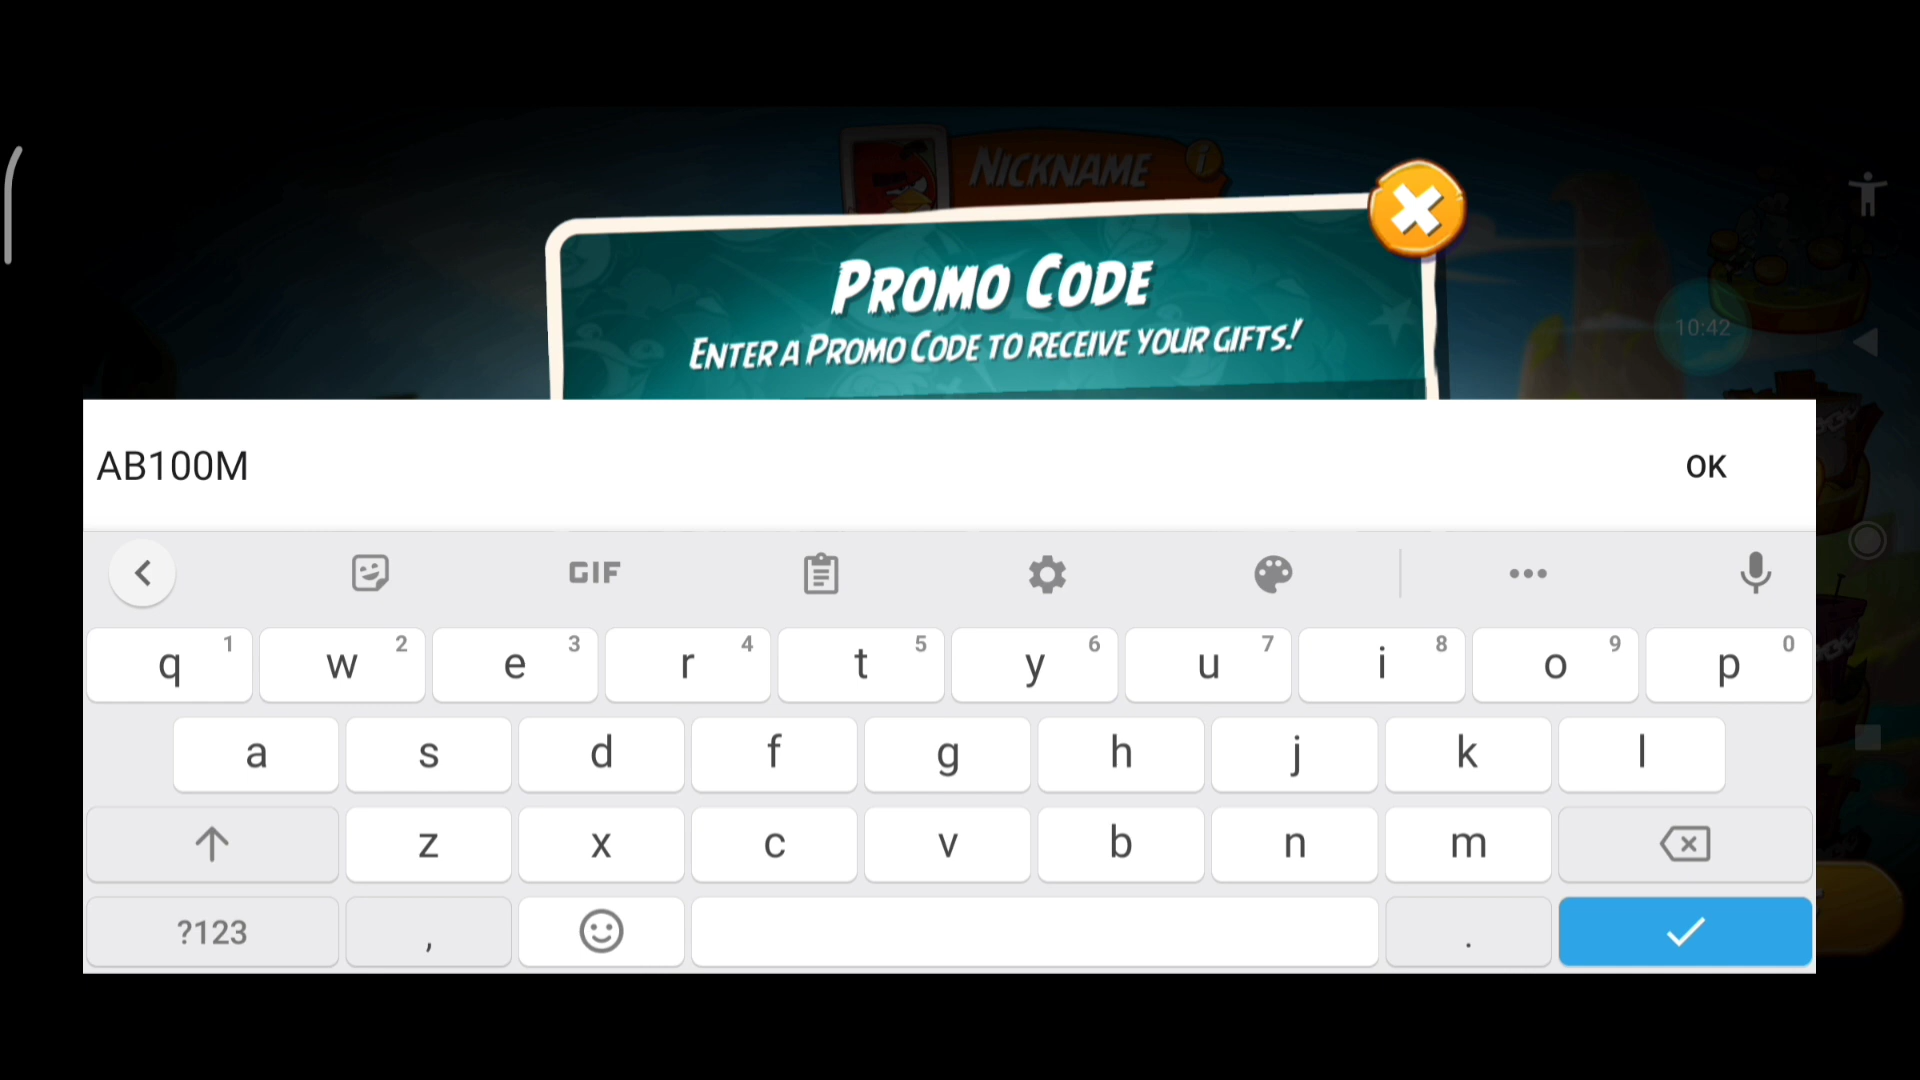 NICKNAME
i
PROMO CODE
ENTER A PROMO CODE TO RECEIVE YOUR GIFTS!
10:42
AB100M
OK
GIF
q 1 w 2 e 3 r 4 t 5 y 6 u 7 i 8 o 9 p 0
a s d f g h j k l
z x c v b n m
?123 , .